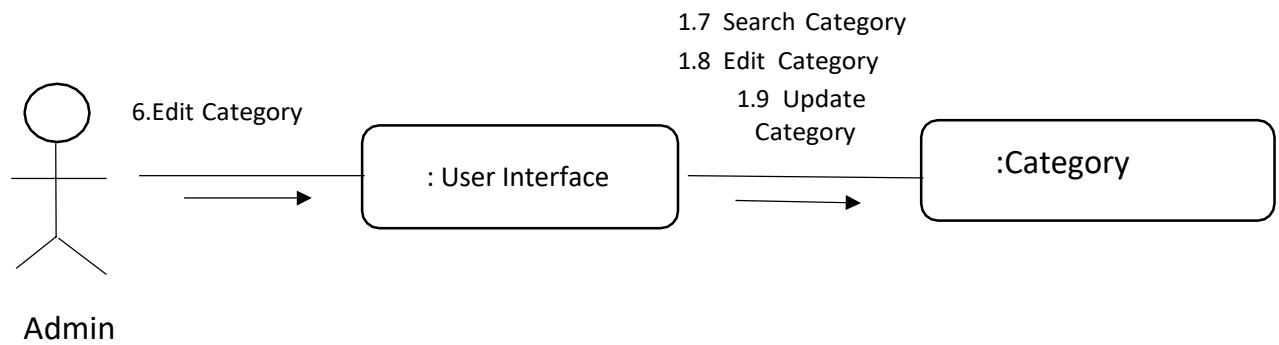 1.7 Search Category
1.8 Edit Category
1.9 Update
Category
6.Edit Category
: User Interface
:Category
Admin